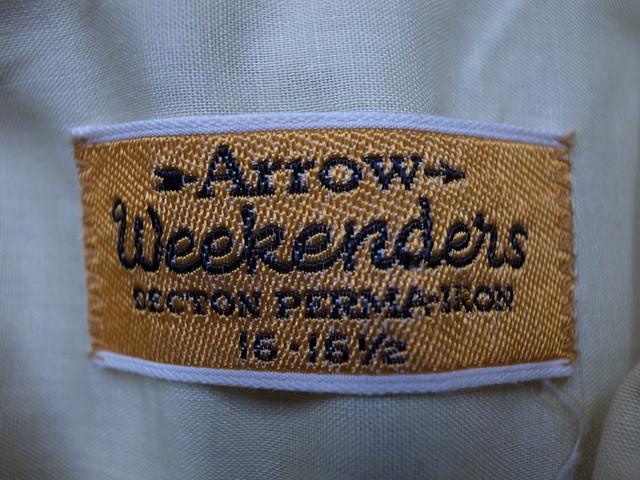 Arrow
Weekenders
DECTON PERMA-IRON
16-16½